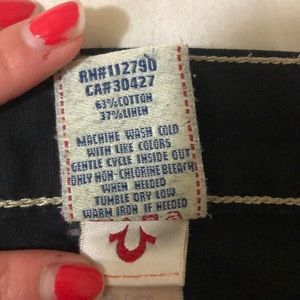 RN#112790
CA#30427
63%COTTON
37%LINEN
MACHINE WASH COLD
WITH LIKE COLORS
GENTLE CYCLE INSIDE OUT
ONLY NON-CHLORINE BLEACH
WHEN NEEDED
TUMBLE DRY LOW
WARM IRON IF NEEDED